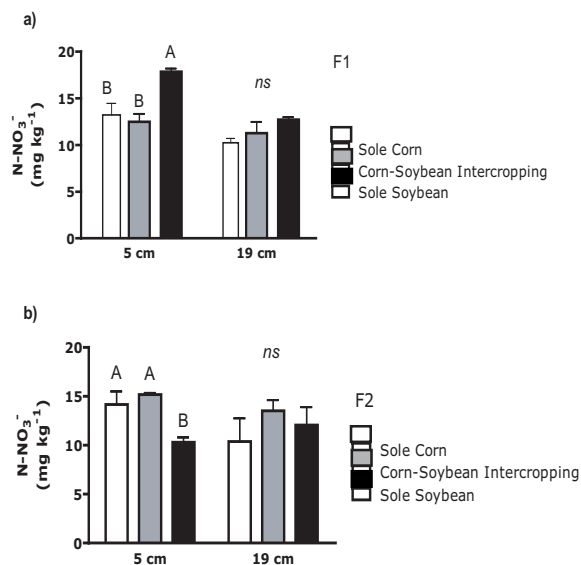 a)
20
15
10
5
0
N-NO3-
(mg kg-1)
B
B
A
ns
5 cm
19 cm
F1
Sole Corn
Corn-Soybean Intercropping
Sole Soybean
b)
20
15
10
5
0
N-NO3-
(mg kg-1)
A
A
B
ns
5 cm
19 cm
F2
Sole Corn
Corn-Soybean Intercropping
Sole Soybean